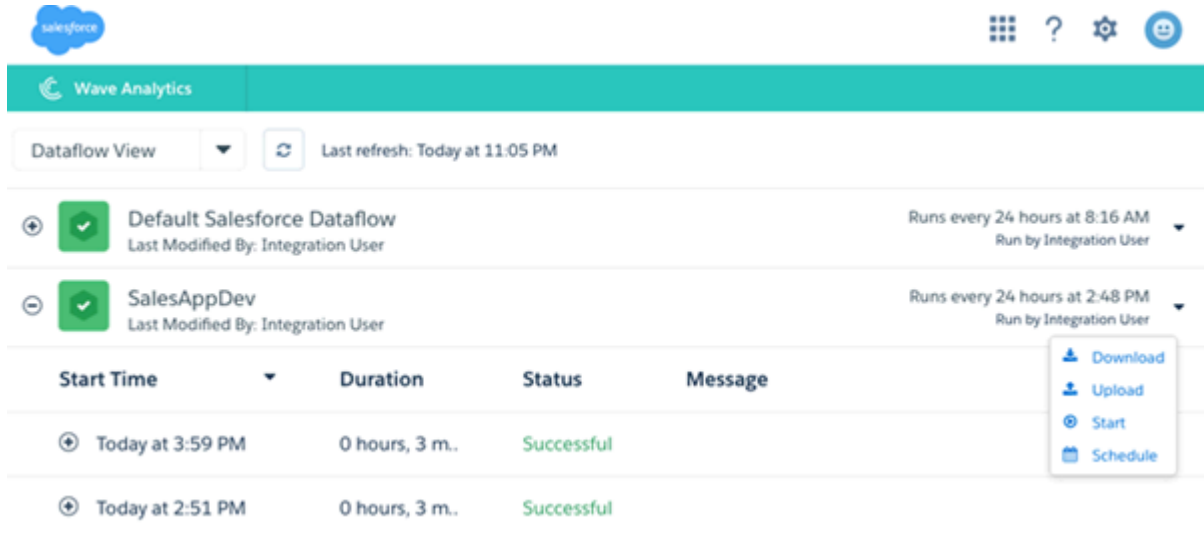 salesforce
?
Wave Analytics
Dataflow View
Last refresh: Today at 11:05 PM
Default Salesforce Dataflow
Runs every 24 hours at 8:16 AM
Last Modified By: Integration User
Run by Integration User
SalesAppDev
Runs every 24 hours at 2:48 PM
Last Modified By: Integration User
Run by Integration User
Download
Upload
Start
Schedule
Start Time Duration Status Message
Today at 3:59 PM 0 hours, 3 m.. Successful
Today at 2:51 PM 0 hours, 3 m.. Successful